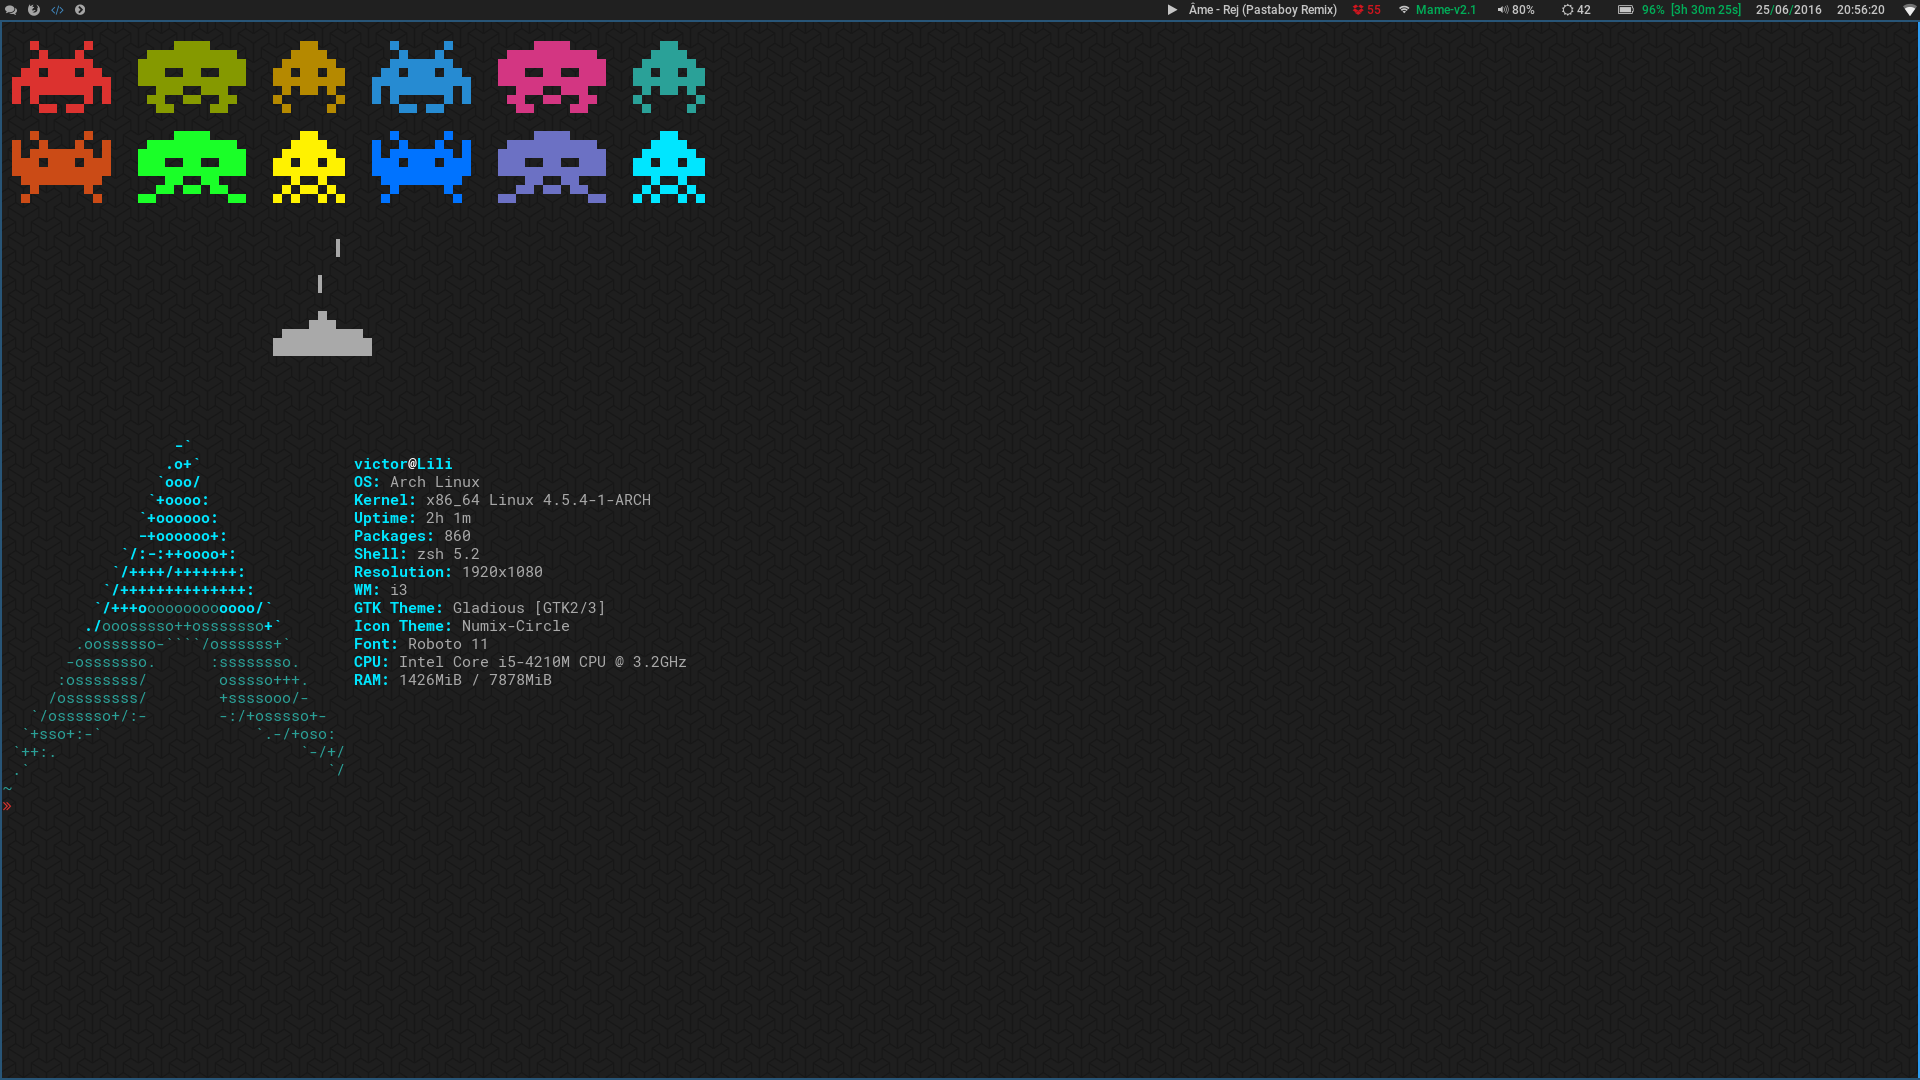 </> Âme - Rej (Pastaboy Remix) 55 Mame-v2.1 80% 42 96% [3h 30m 25s] 25/06/2016 20:56:20
-`
.o+`
`ooo/
`+oooo:
`+oooooo:
-+oooooo+:
`/:-:++oooo+:
`/++++/+++++++:
`/++++++++++++++:
`/+++ooooooooooooo/`
./ooosssso++osssssso+`
.oossssso-````/ossssss+`
-osssssso. :ssssssso.
:osssssss/ osssso+++.
/ossssssss/ +ssssooo/-
`/ossssso+/:- -:/+osssso+-
`+sso+:-` `.-/+oso:
`++:. `-/+/
.` `/
victor@Lili
OS: Arch Linux
Kernel: x86_64 Linux 4.5.4-1-ARCH
Uptime: 2h 1m
Packages: 860
Shell: zsh 5.2
Resolution: 1920x1080
WM: i3
GTK Theme: Gladious [GTK2/3]
Icon Theme: Numix-Circle
Font: Roboto 11
CPU: Intel Core i5-4210M CPU @ 3.2GHz
RAM: 1426MiB / 7878MiB
~
»